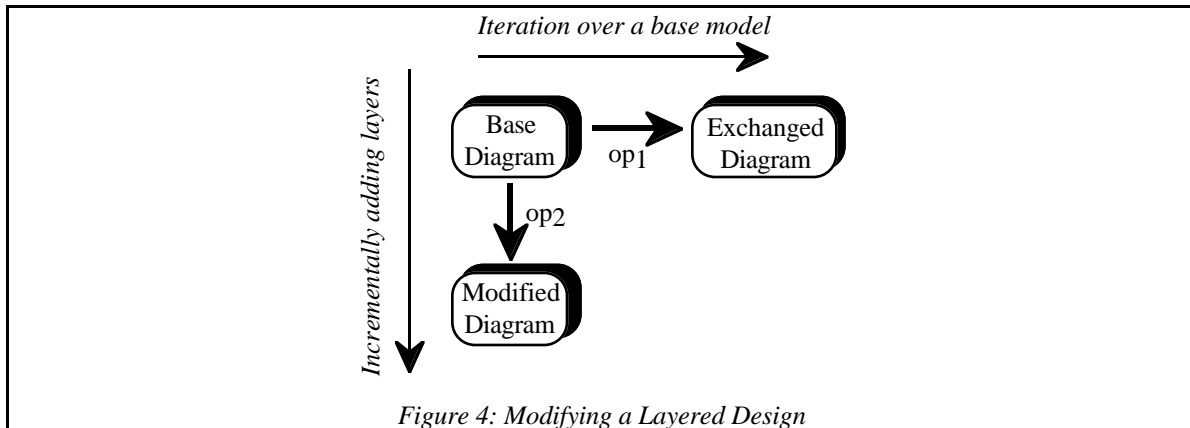 Iteration over a base model
Incrementally adding layers
Base
Diagram
op1
Exchanged
Diagram
op2
Modified
Diagram
Figure 4: Modifying a Layered Design